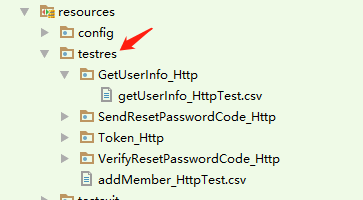 resources
config
testres
GetUserInfo_Http
getUserInfo_HttpTest.csv
SendResetPasswordCode_Http
Token_Http
VerifyResetPasswordCode_Http
addMember_HttpTest.csv